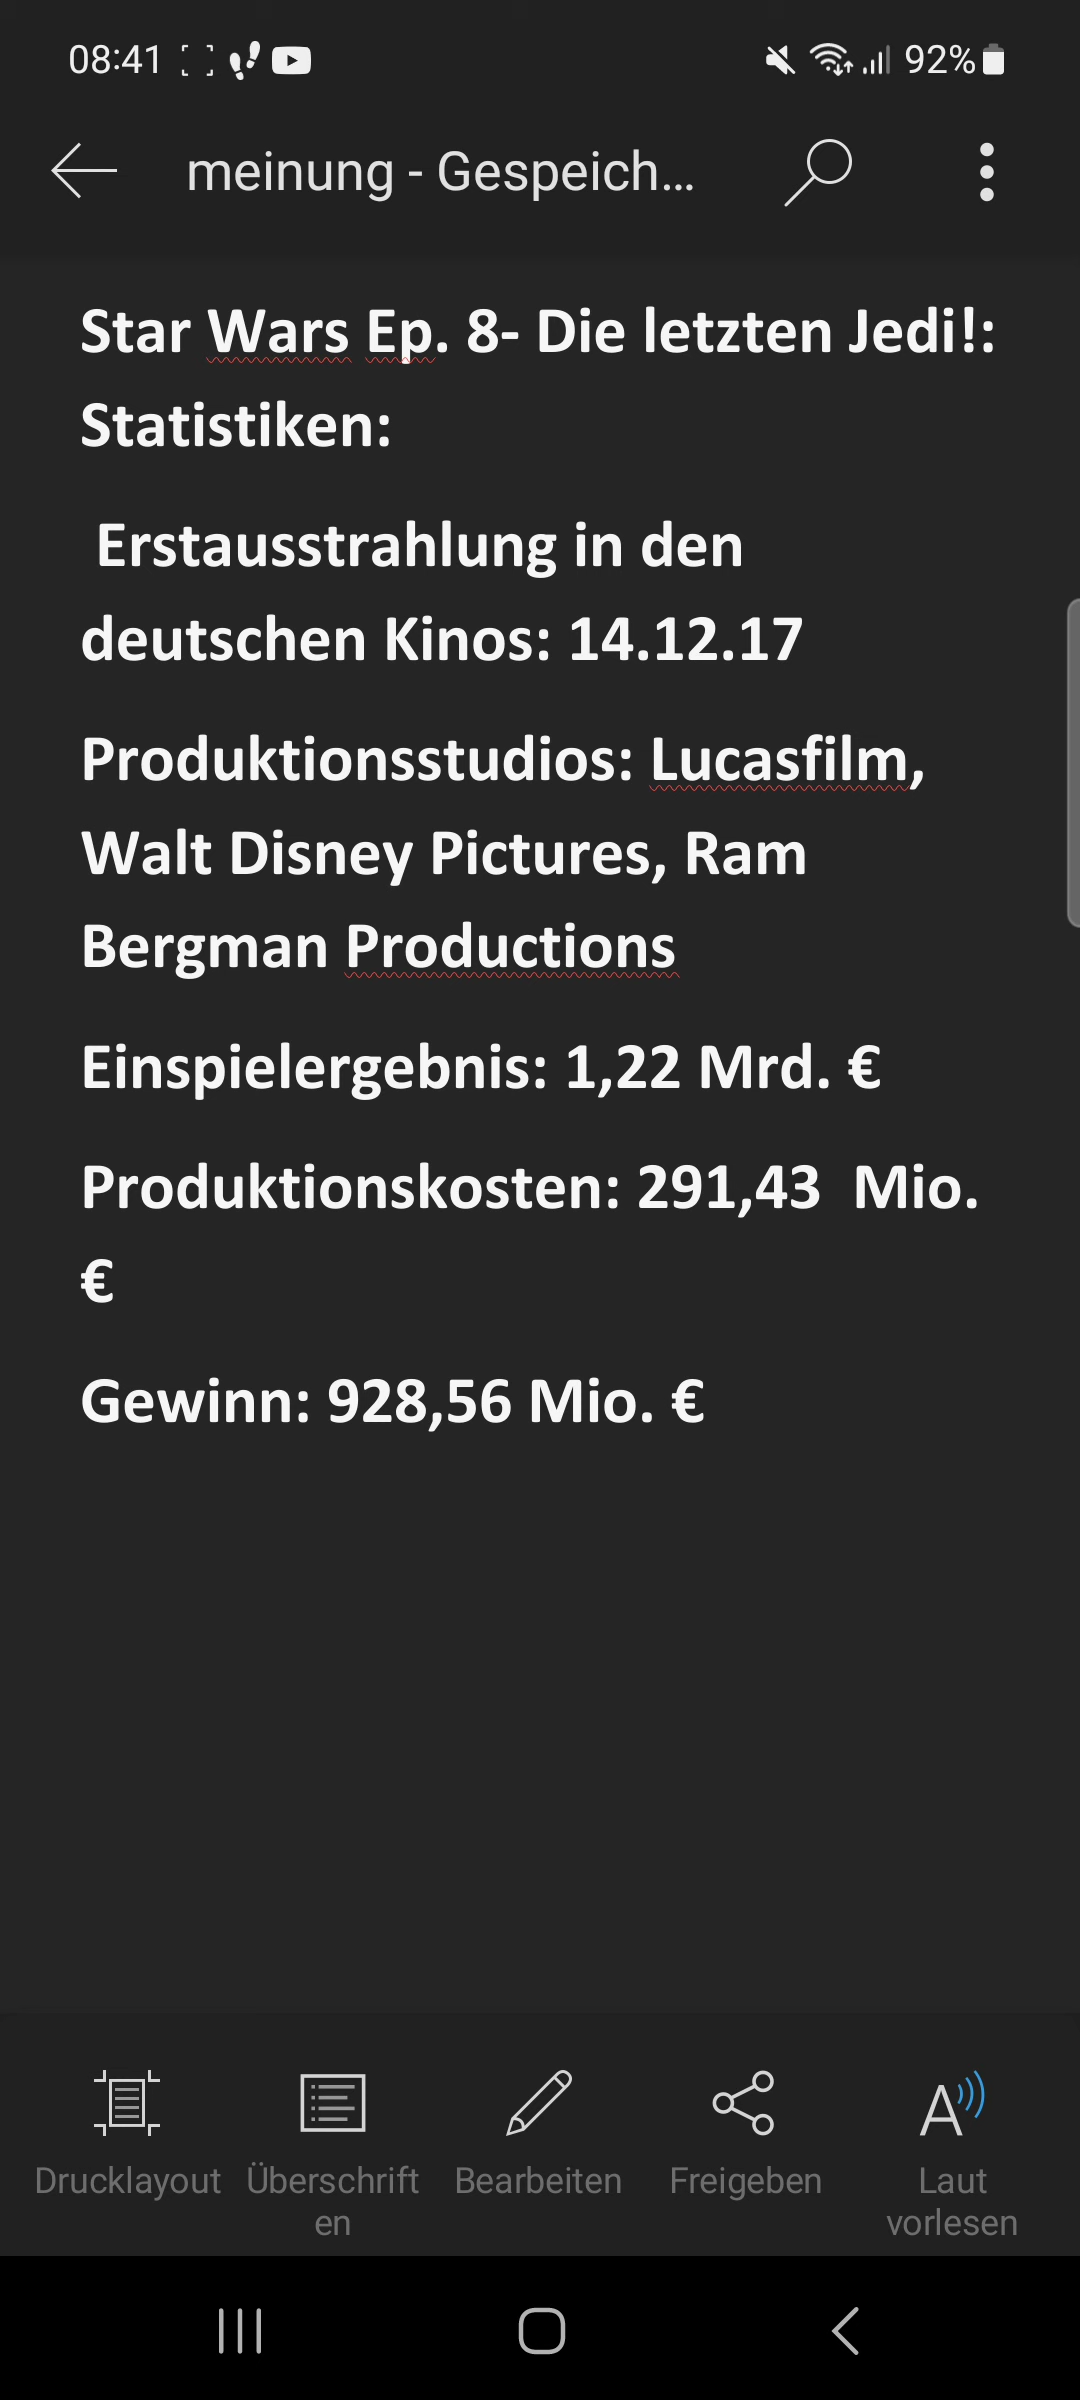 08:41
92%
meinung - Gespeich...
Star Wars Ep. 8- Die letzten Jedi!:
Statistiken:
Erstausstrahlung in den
deutschen Kinos: 14.12.17
Produktionsstudios: Lucasfilm,
Walt Disney Pictures, Ram
Bergman Productions
Einspielergebnis: 1,22 Mrd. €
Produktionskosten: 291,43  Mio.
€
Gewinn: 928,56 Mio. €
Drucklayout
Überschrift
en
Bearbeiten
Freigeben
Laut
vorlesen